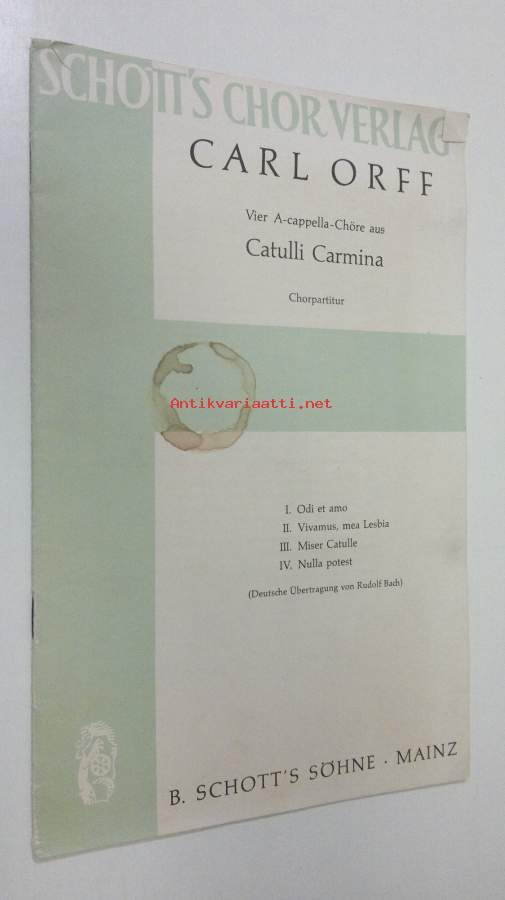 SCHOTT'S CHOR VERLAG
CARL ORFF
Vier A-cappella-Chöre aus
Catulli Carmina
Chorpartitur
Antikvariaatti.net
I. Odi et amo
II. Vivamus, mea Lesbia
III. Miser Catulle
IV. Nulla potest
(Deutsche Übertragung von Rudolf Bach)
B. SCHOTT'S SÖHNE · MAINZ